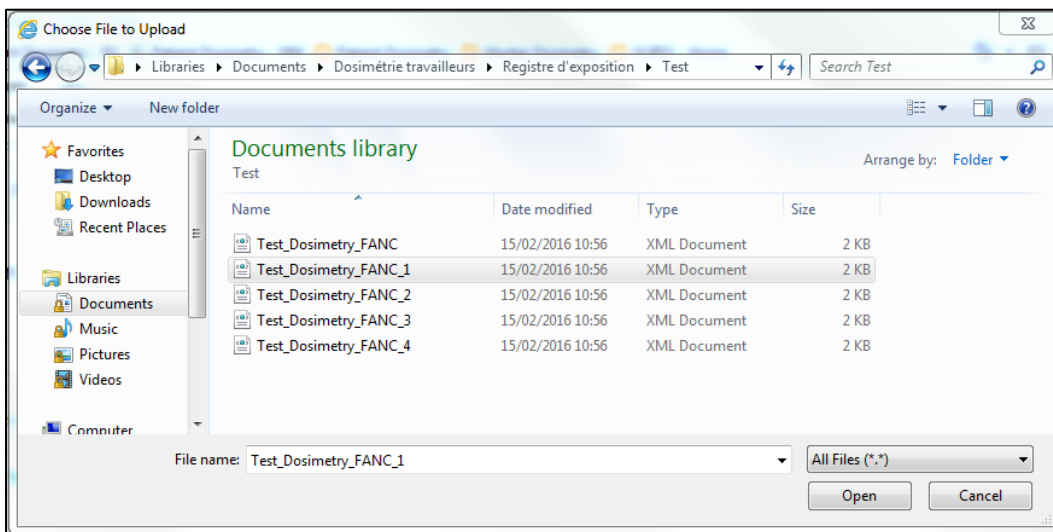 Choose File to Upload
Libraries Documents Dosimétrie travailleurs Registre d'exposition Test Search Test
Organize New folder
Favorites
Desktop
Downloads
Recent Places
Libraries
Documents
Music
Pictures
Videos
Computer
Documents library
Test
Arrange by: Folder
Name Date modified Type Size
Test_Dosimetry_FANC 15/02/2016 10:56 XML Document 2 KB
Test_Dosimetry_FANC_1 15/02/2016 10:56 XML Document 2 KB
Test_Dosimetry_FANC_2 15/02/2016 10:56 XML Document 2 KB
Test_Dosimetry_FANC_3 15/02/2016 10:56 XML Document 2 KB
Test_Dosimetry_FANC_4 15/02/2016 10:56 XML Document 2 KB
File name: Test_Dosimetry_FANC_1 All Files (*.*)
Open Cancel